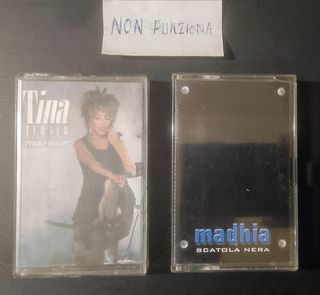 NON FUNZIONA
Tina
TURNER
Private Dancer
madhia
SCATOLA NERA